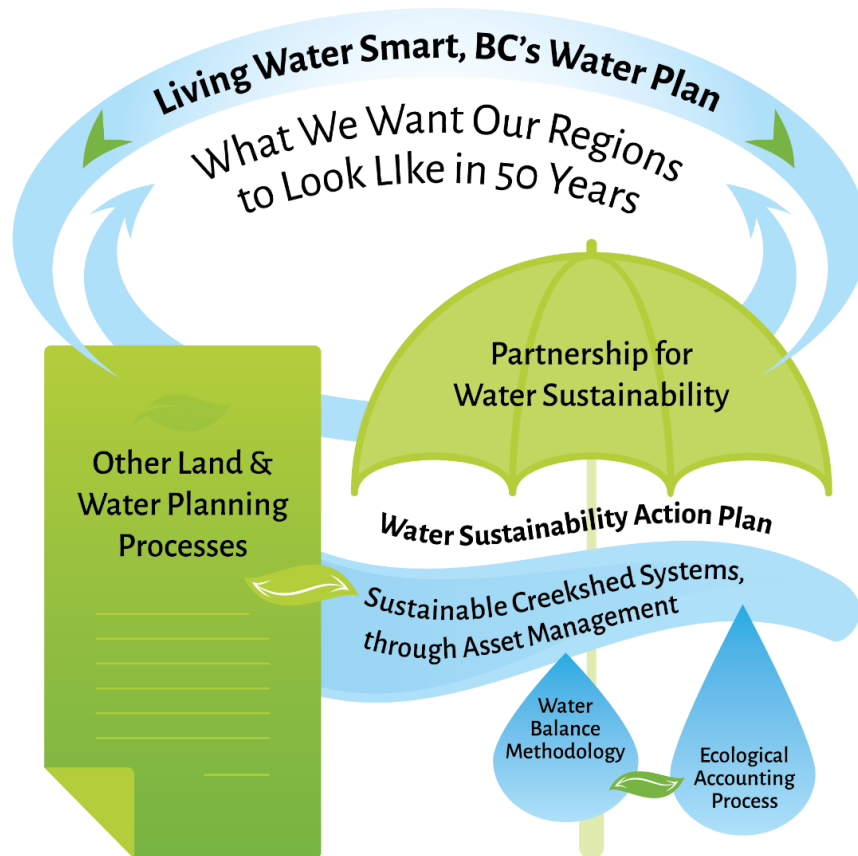 Living Water Smart, BC's Water Plan
What We Want Our Regions
to Look LIke in 50 Years
Partnership for
Water Sustainability
Other Land &
Water Planning
Processes
Water Sustainability Action Plan
Sustainable Creekshed Systems,
through Asset Management
Water
Balance
Methodology
Ecological
Accounting
Process